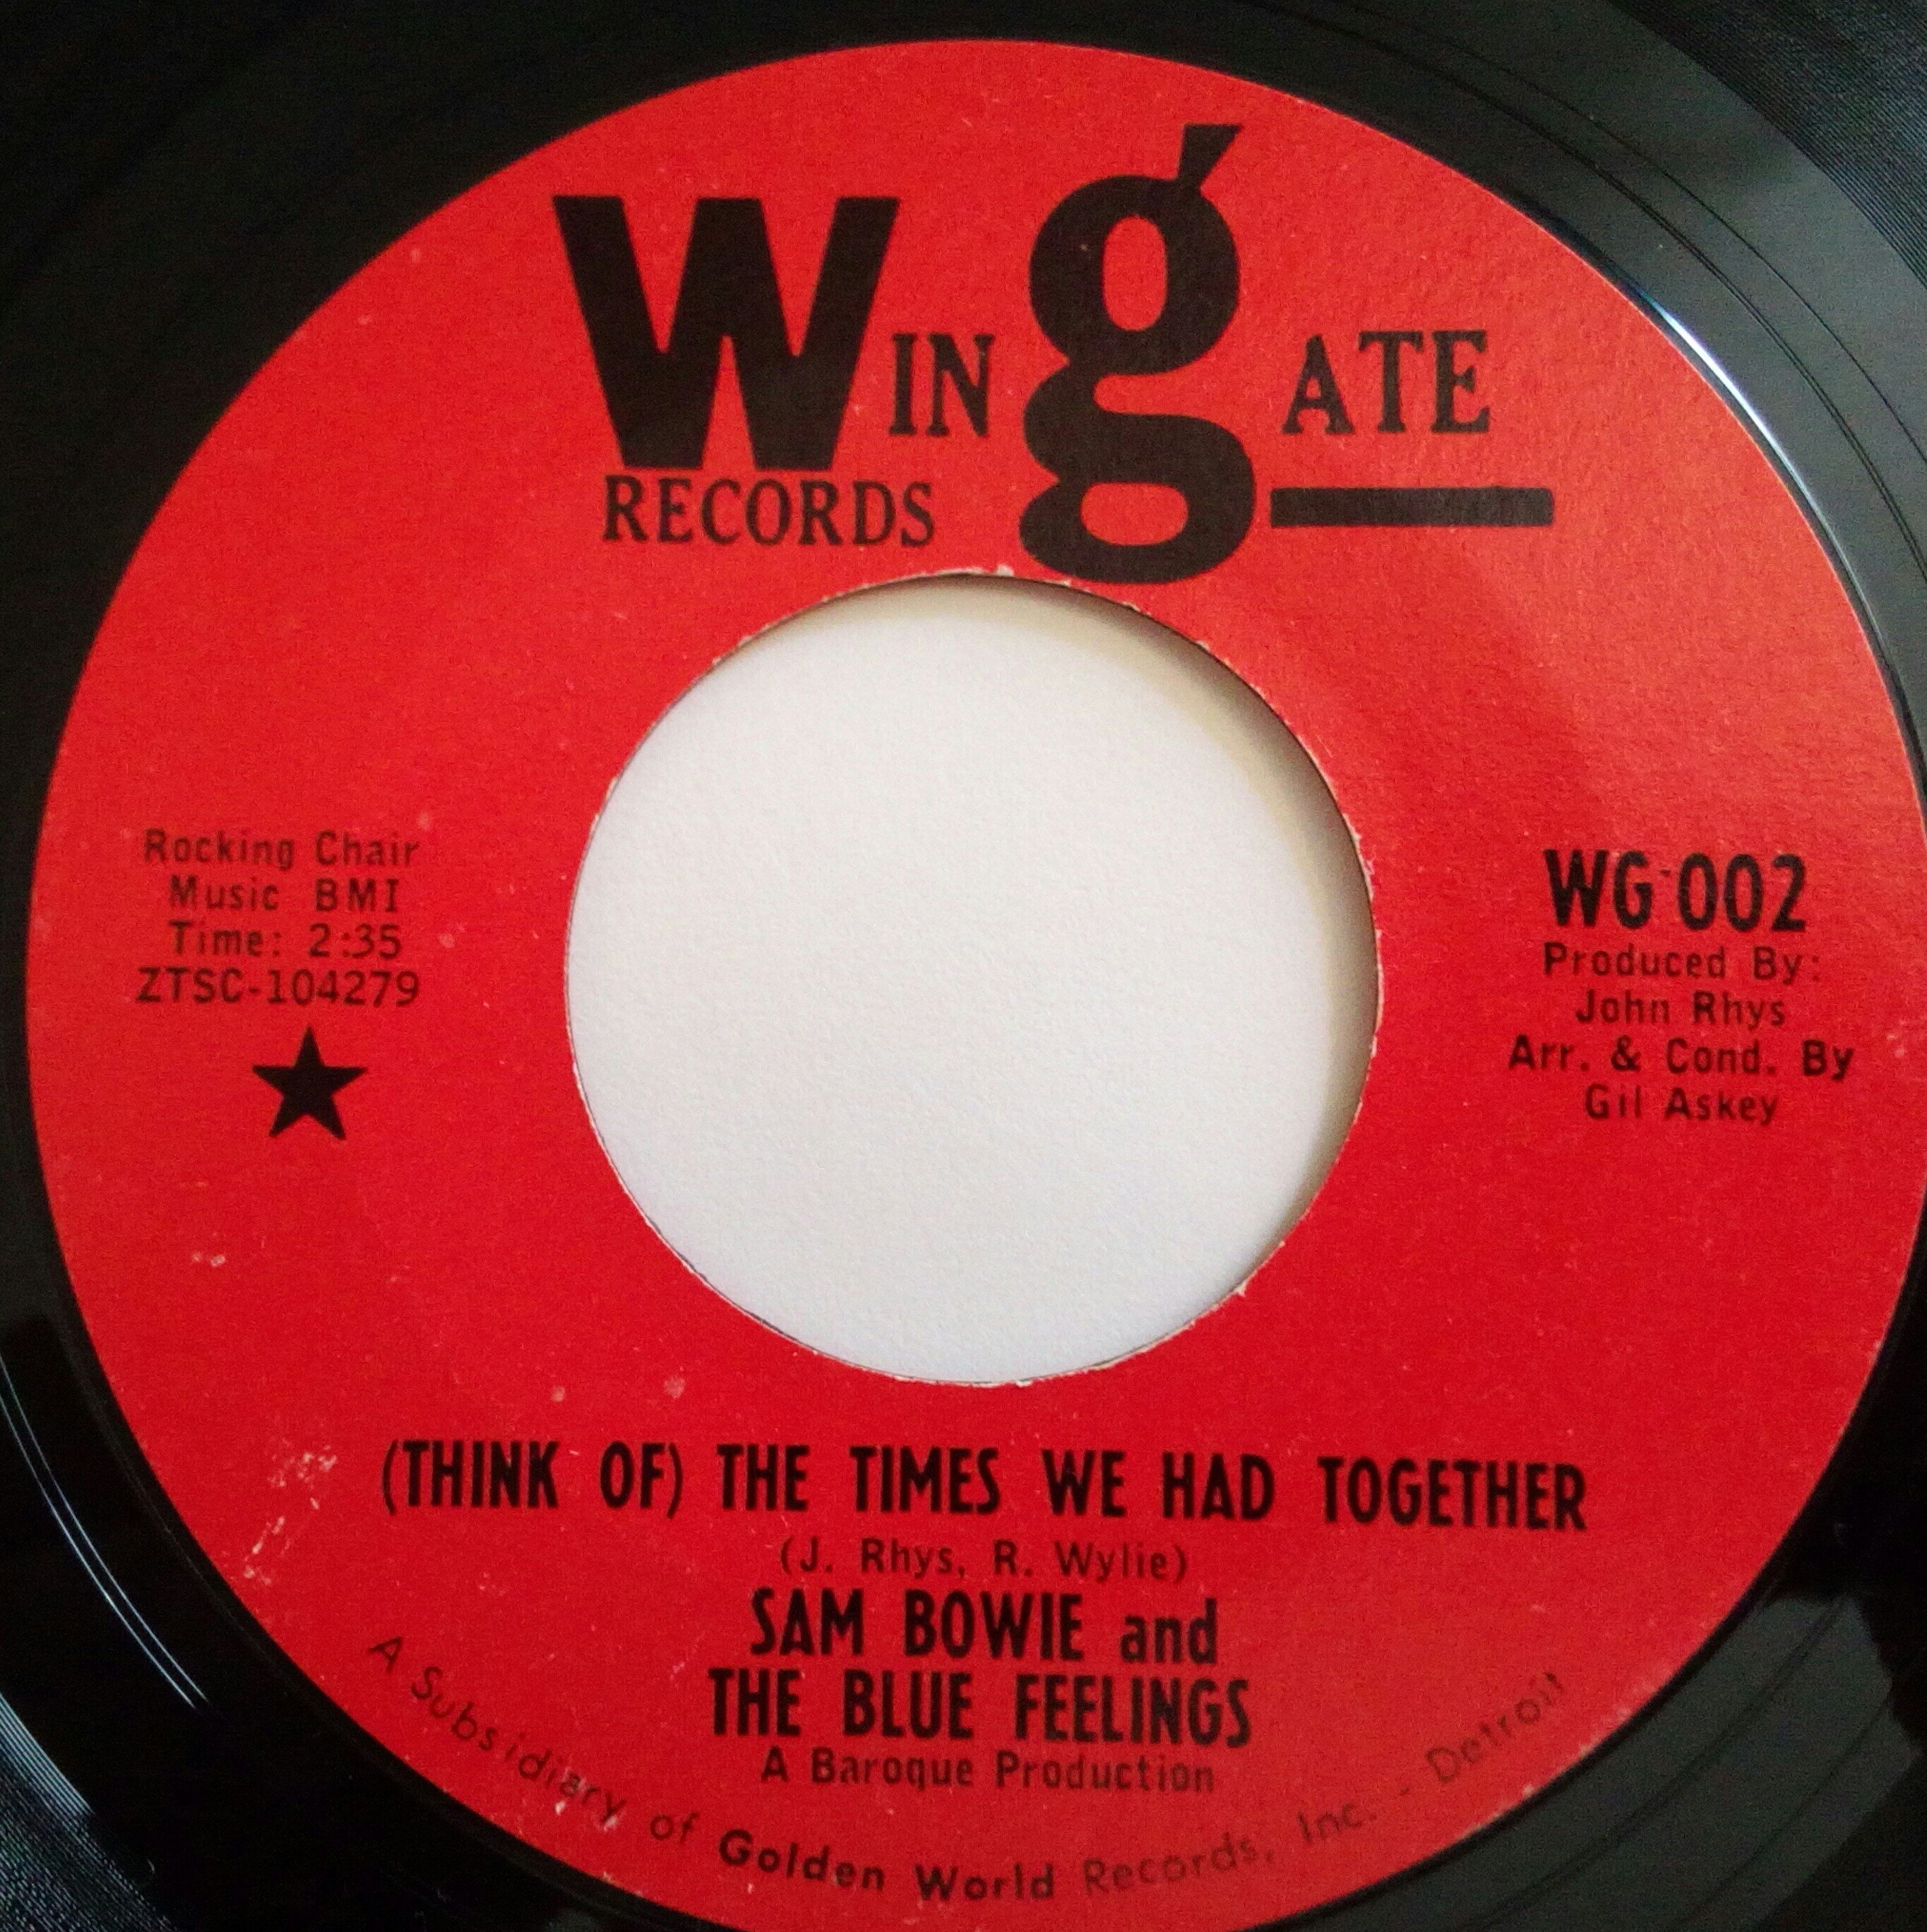 WINgATE
RECORDS
Rocking Chair
Music BMI
Time: 2:35
ZTSC-104279
WG-002
Produced By:
John Rhys
Arr. & Cond. By
Gil Askey
(THINK OF) THE TIMES WE HAD TOGETHER
(J. Rhys, R. Wylie)
SAM BOWIE and
THE BLUE FEELINGS
A Baroque Production
A Subsidiary of Golden World Records, Inc. - Detroit